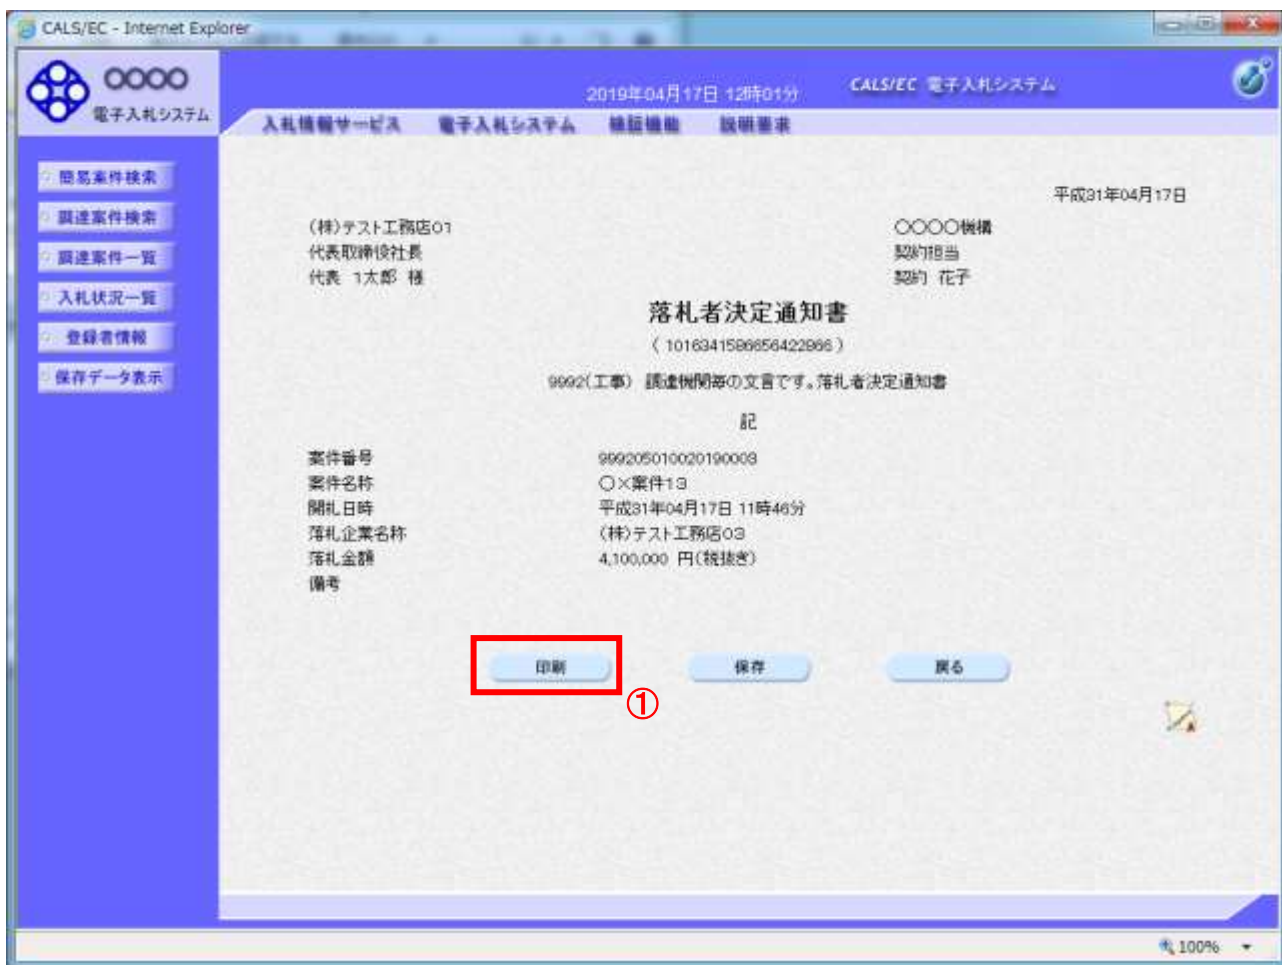 CALS/EC - Internet Explorer
OOOO
電子入札システム
2019年04月17日 12時01分
CALS/EC 電子入札システム
入札情報サービス
電子入札システム
検証機能
説明要求
簡易案件検索
調達案件検索
調達案件一覧
入札状況一覧
登録者情報
保存データ表示
平成31年04月17日
(株)テスト工務店01
代表取締役社長
代表 1太郎 様
〇〇〇〇機構
契約担当
契約 花子
落札者決定通知書
( 1016341586656422966 )
9992(工事) 調達機関毎の文言です。落札者決定通知書
記
案件番号 999205010020190003
案件名称 〇×案件13
開札日時 平成31年04月17日 11時46分
落札企業名称 (株)テスト工務店03
落札金額 4,100,000 円(税抜き)
備考
印刷
保存
戻る
①
100%